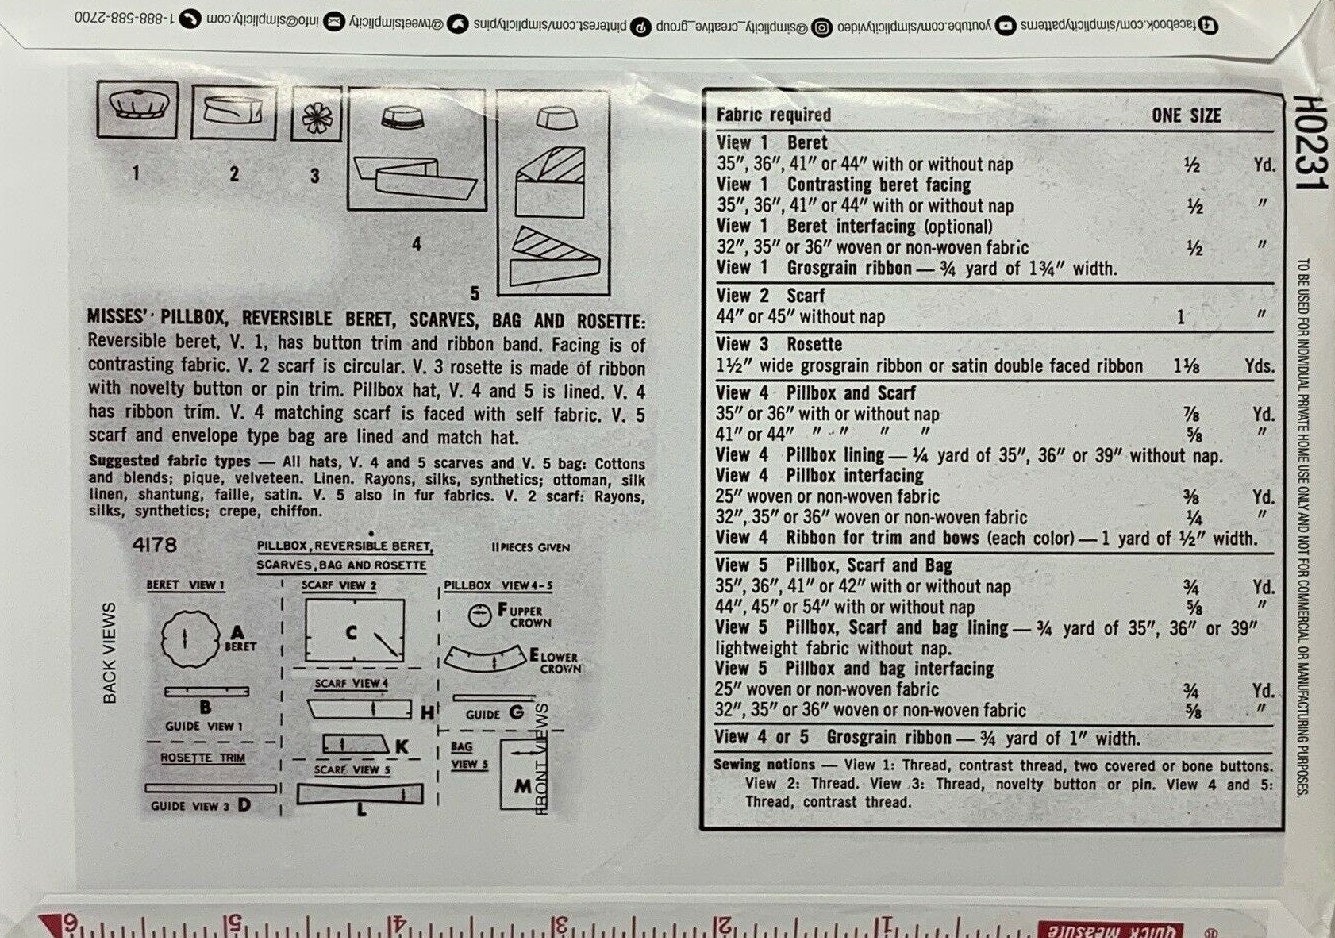 facebook.com/simplicitypatterns youtube.com/simplicityvideo @simplicity_creative_group pinterest.com/simplicitypins @tweetsimplicity info@simplicity.com 1-888-588-2700
1
2
3
4
5
MISSES' PILLBOX, REVERSIBLE BERET, SCARVES, BAG AND ROSETTE:
Reversible beret, V. 1, has button trim and ribbon band. Facing is of
contrasting fabric. V. 2 scarf is circular. V. 3 rosette is made of ribbon
with novelty button or pin trim. Pillbox hat, V. 4 and 5 is lined. V. 4
has ribbon trim. V. 4 matching scarf is faced with self fabric. V. 5
scarf and envelope type bag are lined and match hat.
Suggested fabric types — All hats, V. 4 and 5 scarves and V. 5 bag: Cottons
and blends; pique, velveteen. Linen. Rayons, silks, synthetics; ottoman, silk
linen, shantung, faille, satin. V. 5 also in fur fabrics. V. 2 scarf: Rayons,
silks, synthetics; crepe, chiffon.
4178 PILLBOX, REVERSIBLE BERET, 11 PIECES GIVEN
SCARVES, BAG AND ROSETTE
BACK VIEWS
BERET VIEW 1
A BERET
B
GUIDE VIEW 1
ROSETTE TRIM
GUIDE VIEW 3 D
SCARF VIEW 2
C
SCARF VIEW 4
H
K
SCARF VIEW 5
L
PILLBOX VIEW 4-5
F UPPER
CROWN
E LOWER
CROWN
GUIDE G
BAG
VIEW 5
M
FRONT VIEWS
Fabric required ONE SIZE
View 1 Beret
35", 36", 41" or 44" with or without nap ½ Yd.
View 1 Contrasting beret facing
35", 36", 41" or 44" with or without nap ½ "
View 1 Beret interfacing (optional)
32", 35" or 36" woven or non-woven fabric ½ "
View 1 Grosgrain ribbon — ¾ yard of 1¾" width.
View 2 Scarf
44" or 45" without nap 1 "
View 3 Rosette
1½" wide grosgrain ribbon or satin double faced ribbon 1⅛ Yds.
View 4 Pillbox and Scarf
35" or 36" with or without nap ⅞ Yd.
41" or 44" " " " " ⅝ "
View 4 Pillbox lining — ¼ yard of 35", 36" or 39" without nap.
View 4 Pillbox interfacing
25" woven or non-woven fabric ⅜ Yd.
32", 35" or 36" woven or non-woven fabric ¼ "
View 4 Ribbon for trim and bows (each color) — 1 yard of ½" width.
View 5 Pillbox, Scarf and Bag
35", 36", 41" or 42" with or without nap ¾ Yd.
44", 45" or 54" with or without nap ⅝ "
View 5 Pillbox, Scarf and bag lining — ¾ yard of 35", 36" or 39"
lightweight fabric without nap.
View 5 Pillbox and bag interfacing
25" woven or non-woven fabric ¾ Yd.
32", 35" or 36" woven or non-woven fabric ⅝ "
View 4 or 5 Grosgrain ribbon — ¾ yard of 1" width.
Sewing notions — View 1: Thread, contrast thread, two covered or bone buttons.
View 2: Thread. View 3: Thread, novelty button or pin. View 4 and 5:
Thread, contrast thread.
H0231
TO BE USED FOR INDIVIDUAL PRIVATE HOME USE ONLY AND NOT FOR COMMERCIAL OR MANUFACTURING PURPOSES.
6 5 4 3 2 1 quick measure ®